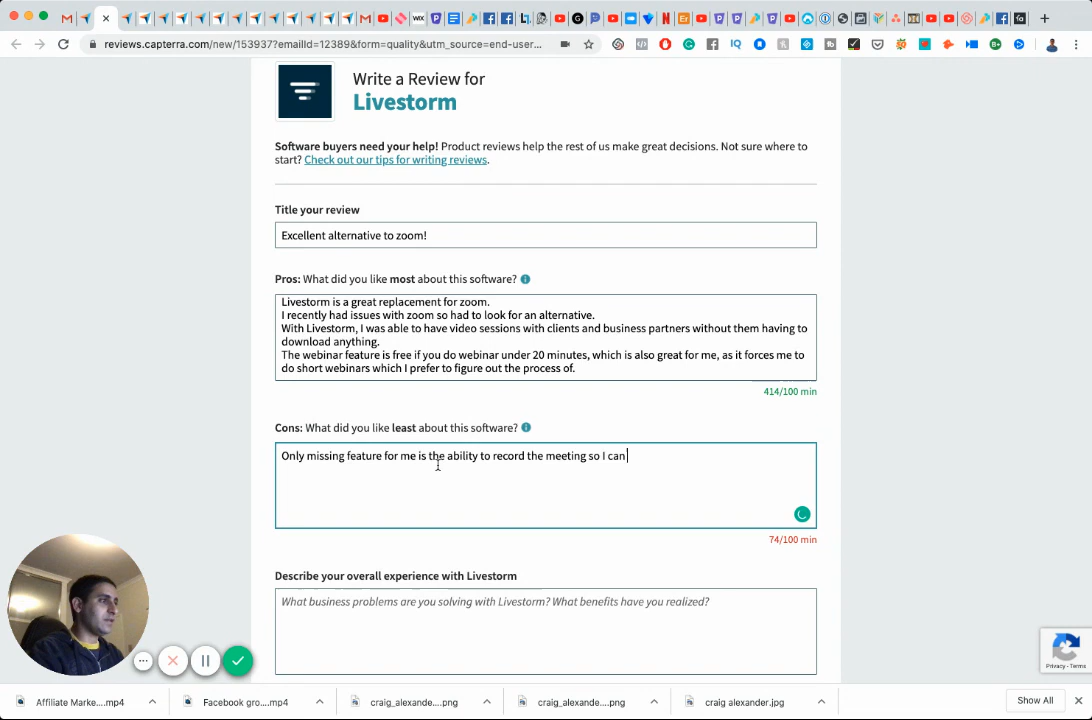 reviews.capterra.com/new/153937?emailId=12389&form=quality&utm_source=end-user...
Write a Review for
Livestorm
Software buyers need your help! Product reviews help the rest of us make great decisions. Not sure where to
start? Check out our tips for writing reviews.
Title your review
Excellent alternative to zoom!
Pros: What did you like most about this software?
Livestorm is a great replacement for zoom.
I recently had issues with zoom so had to look for an alternative.
With Livestorm, I was able to have video sessions with clients and business partners without them having to
download anything.
The webinar feature is free if you do webinar under 20 minutes, which is also great for me, as it forces me to
do short webinars which I prefer to figure out the process of.
414/100 min
Cons: What did you like least about this software?
Only missing feature for me is the ability to record the meeting so I can
74/100 min
Describe your overall experience with Livestorm
What business problems are you solving with Livestorm? What benefits have you realized?
Privacy - Terms
Affiliate Marke....mp4
Facebook gro....mp4
craig_alexande....png
craig_alexande....png
craig alexander.jpg
Show All